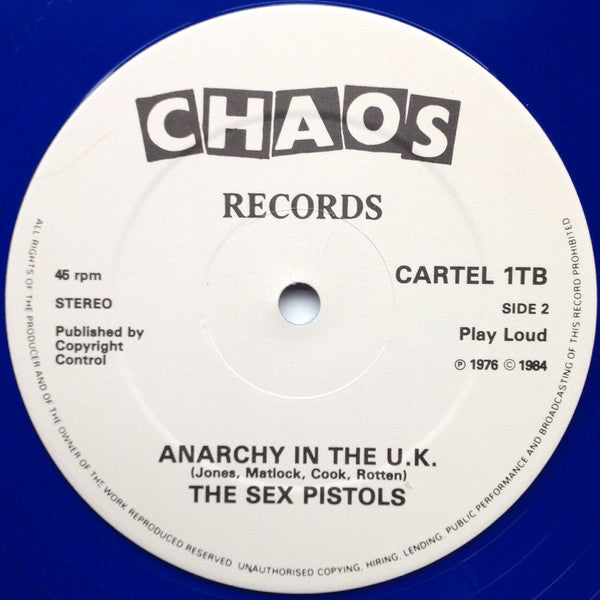 CHAOS
RECORDS
45 rpm
STEREO
Published by
Copyright
Control
CARTEL 1TB
SIDE 2
Play Loud
℗ 1976 © 1984
ANARCHY IN THE U.K.
(Jones, Matlock, Cook, Rotten)
THE SEX PISTOLS
ALL RIGHTS OF THE PRODUCER AND OF THE OWNER OF THE WORK REPRODUCED RESERVED. UNAUTHORISED COPYING, HIRING, LENDING, PUBLIC PERFORMANCE AND BROADCASTING OF THIS RECORD PROHIBITED